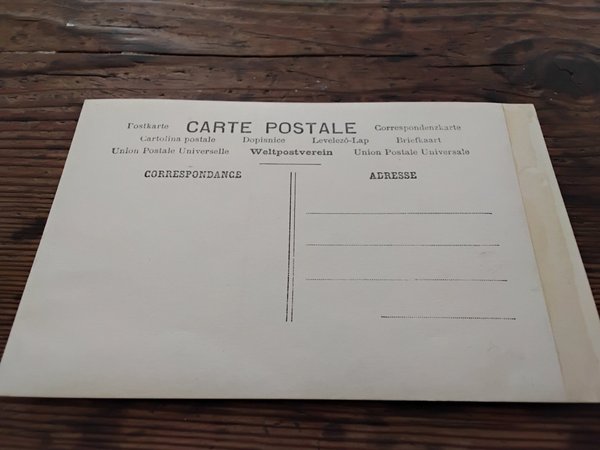 Postkarte CARTE POSTALE Correspondenzkarte
Cartolina postale Dopisnice Levelező-Lap Briefkaart
Union Postale Universelle Weltpostverein Union Postale Universale
CORRESPONDANCE ADRESSE